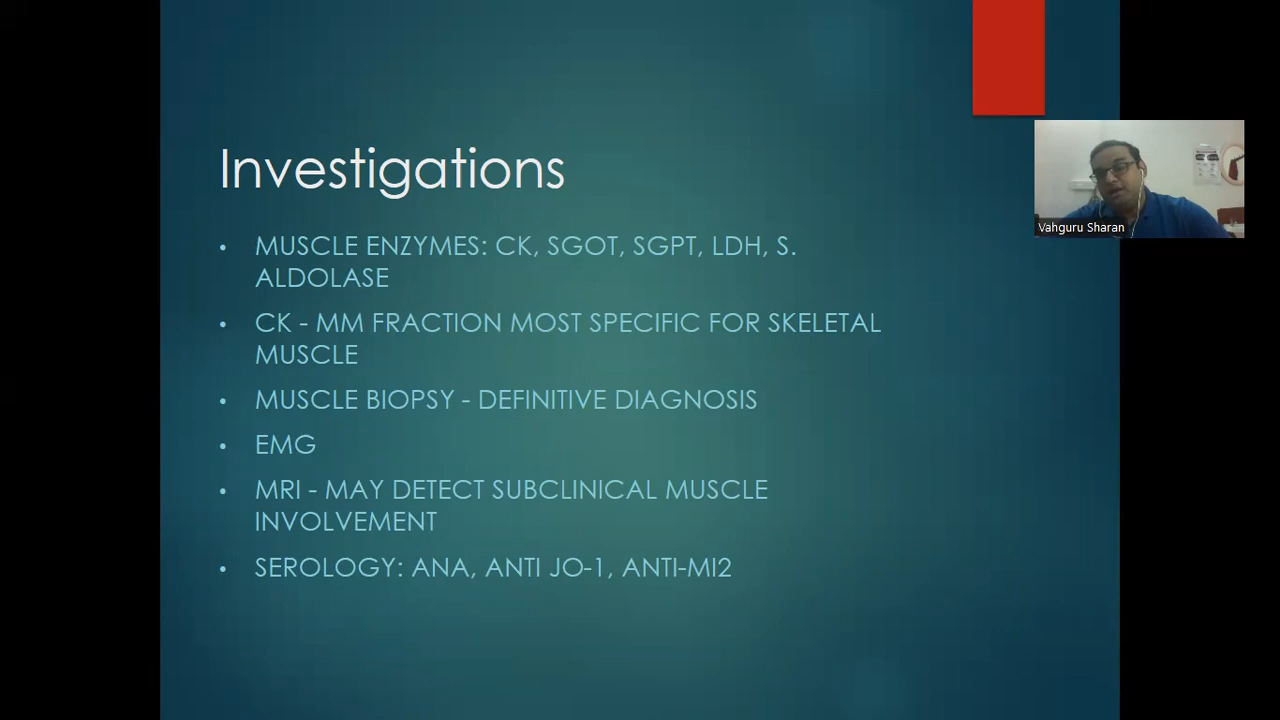 Investigations
• MUSCLE ENZYMES: CK, SGOT, SGPT, LDH, S.
ALDOLASE
• CK - MM FRACTION MOST SPECIFIC FOR SKELETAL
MUSCLE
• MUSCLE BIOPSY - DEFINITIVE DIAGNOSIS
• EMG
• MRI - MAY DETECT SUBCLINICAL MUSCLE
INVOLVEMENT
• SEROLOGY: ANA, ANTI JO-1, ANTI-MI2
Vahguru Sharan